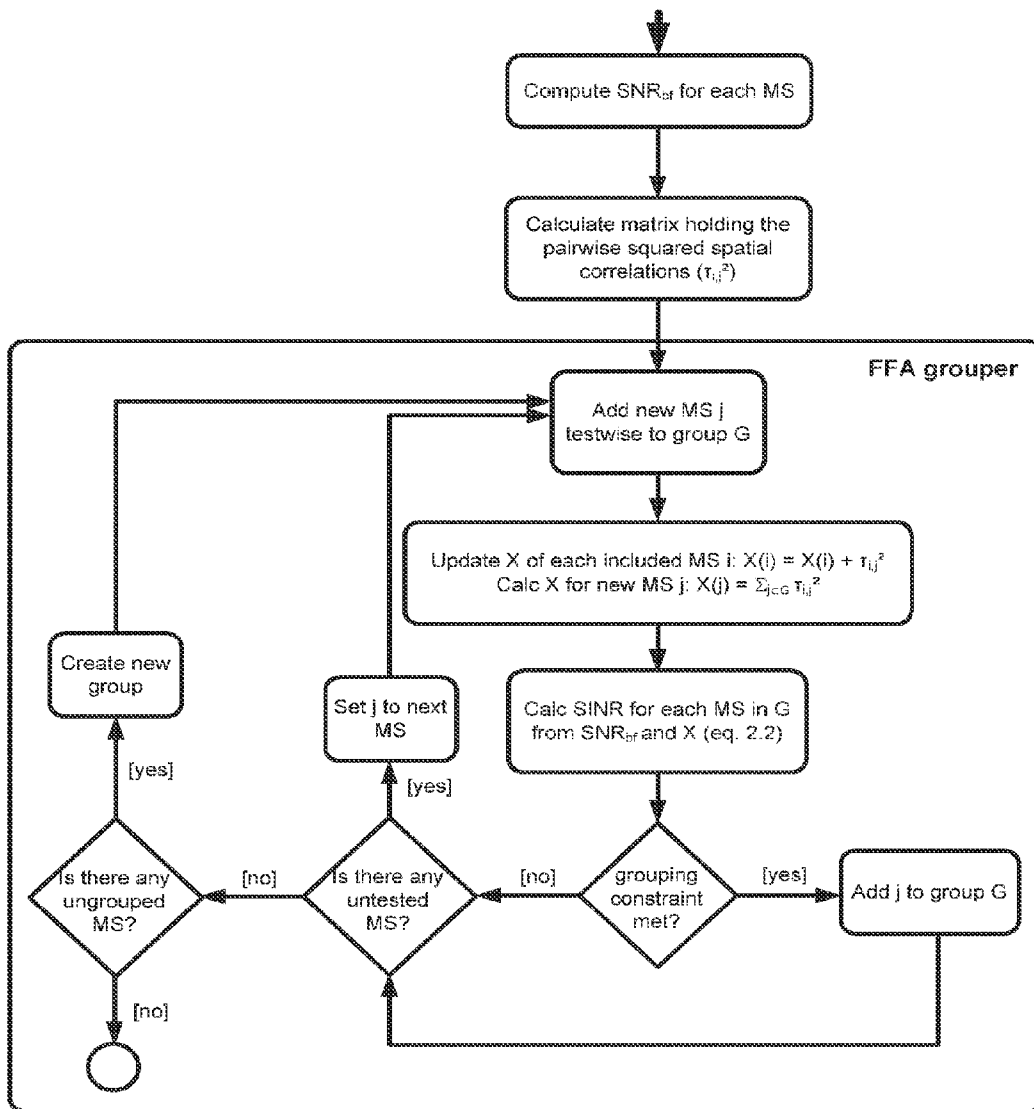 Compute SNR_bf for each MS
Calculate matrix holding the
pairwise squared spatial
correlations (τ_i,j²)
FFA grouper
Add new MS j
testwise to group G
Update X of each included MS i: X(i) = X(i) + τ_i,j²
Calc X for new MS j: X(j) = Σ_j⊂G τ_i,j²
Create new
group
Set j to next
MS
Calc SINR for each MS in G
from SNR_bf and X (eq. 2.2)
[yes]
[yes]
Is there any
ungrouped
MS?
[no]
Is there any
untested
MS?
[no]
grouping
constraint
met?
[yes]
Add j to group G
[no]